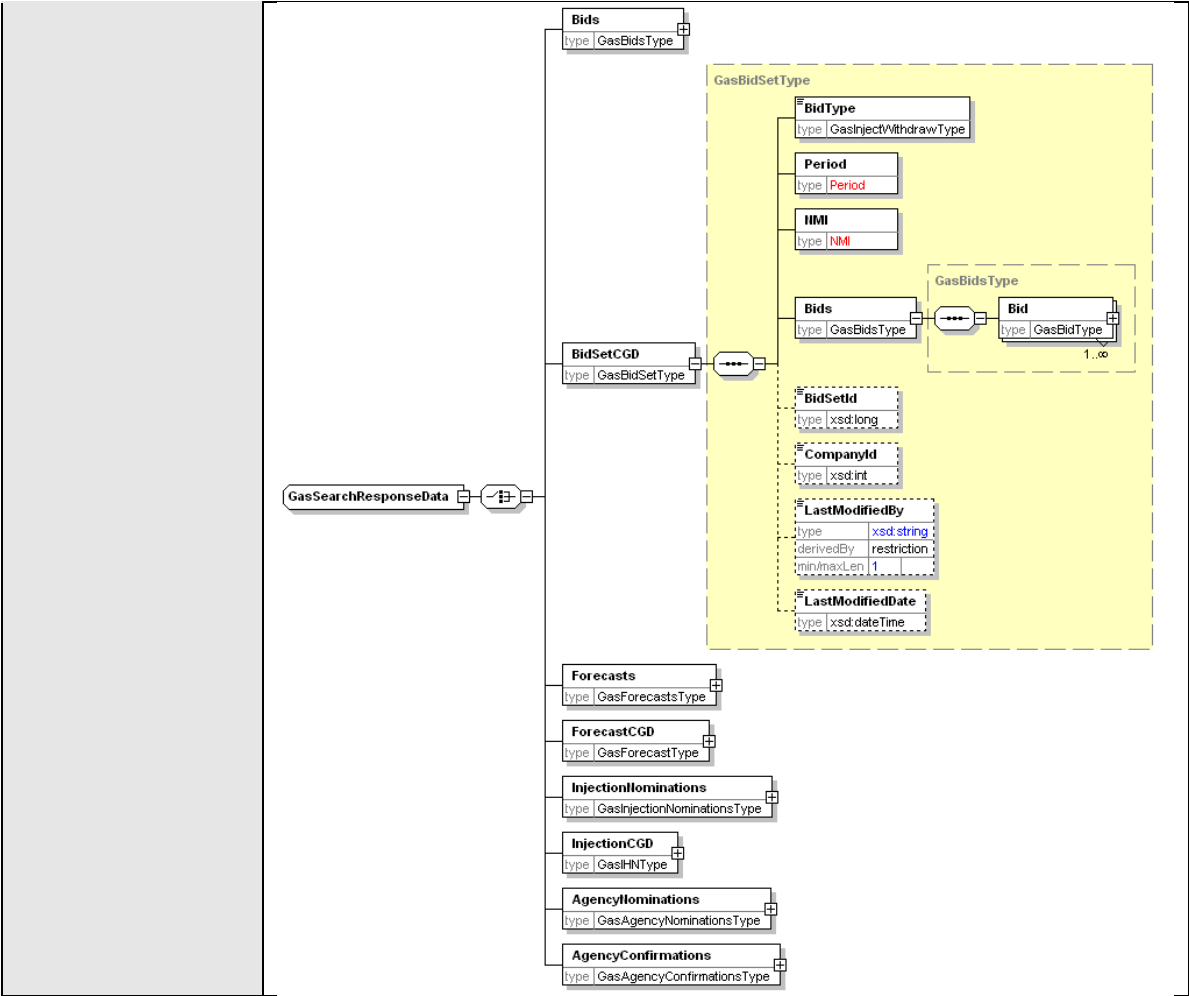 Bids
type GasBidsType
GasBidSetType
BidType
type GasInjectWithdrawType
Period
type Period
NMI
type NMI
GasBidsType
Bids
type GasBidsType
Bid
type GasBidType
1..∞
BidSetCGD
type GasBidSetType
BidSetId
type xsd:long
CompanyId
type xsd:int
LastModifiedBy
type xsd:string
derivedBy restriction
min/maxLen 1
LastModifiedDate
type xsd:dateTime
GasSearchResponseData
Forecasts
type GasForecastsType
ForecastCGD
type GasForecastType
InjectionNominations
type GasInjectionNominationsType
InjectionCGD
type GasIHNType
AgencyNominations
type GasAgencyNominationsType
AgencyConfirmations
type GasAgencyConfirmationsType